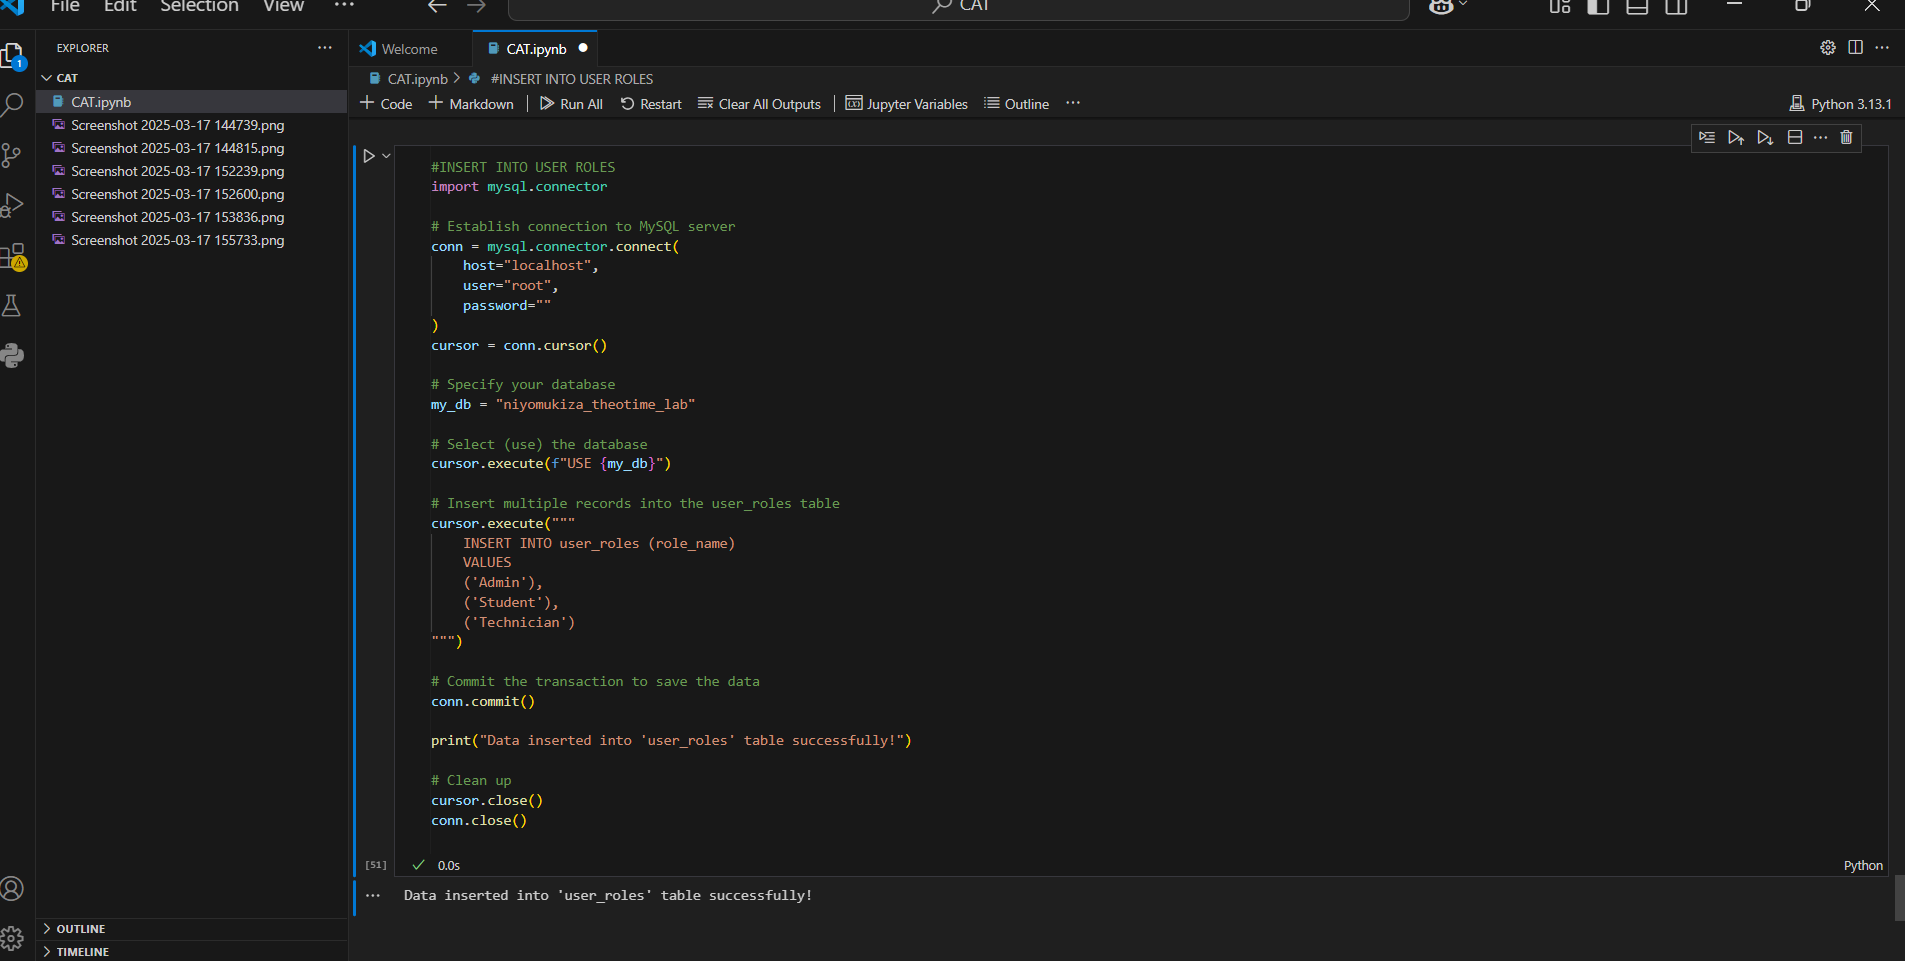 File Edit Selection View ··· CAT
EXPLORER ···
CAT
CAT.ipynb
Screenshot 2025-03-17 144739.png
Screenshot 2025-03-17 144815.png
Screenshot 2025-03-17 152239.png
Screenshot 2025-03-17 152600.png
Screenshot 2025-03-17 153836.png
Screenshot 2025-03-17 155733.png
1
OUTLINE
TIMELINE
Welcome CAT.ipynb
CAT.ipynb > #INSERT INTO USER ROLES
+ Code + Markdown | Run All Restart Clear All Outputs | Jupyter Variables Outline ··· Python 3.13.1
#INSERT INTO USER ROLES
import mysql.connector
# Establish connection to MySQL server
conn = mysql.connector.connect(
host="localhost",
user="root",
password=""
)
cursor = conn.cursor()
# Specify your database
my_db = "niyomukiza_theotime_lab"
# Select (use) the database
cursor.execute(f"USE {my_db}")
# Insert multiple records into the user_roles table
cursor.execute("""
INSERT INTO user_roles (role_name)
VALUES
('Admin'),
('Student'),
('Technician')
""")
# Commit the transaction to save the data
conn.commit()
print("Data inserted into 'user_roles' table successfully!")
# Clean up
cursor.close()
conn.close()
[51] 0.0s Python
··· Data inserted into 'user_roles' table successfully!